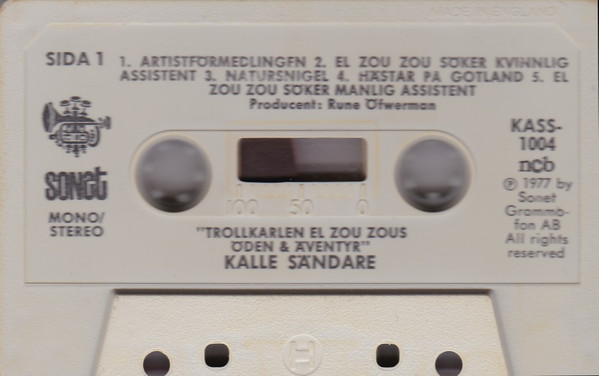 MADE IN ENGLAND
SIDA 1
1. ARTISTFÖRMEDLINGEN 2. EL ZOU ZOU SÖKER KVINNLIG
ASSISTENT 3. NATURSNIGEL 4. HÄSTAR PÅ GOTLAND 5. EL
ZOU ZOU SÖKER MANLIG ASSISTENT
Producent: Rune Öfwerman
sonet
MONO/
STEREO
KASS-
1004
ncb
℗ 1977 by
Sonet
Grammo-
fon AB
All rights
reserved
100 50 0
"TROLLKARLEN EL ZOU ZOUS
ÖDEN & ÄVENTYR"
KALLE SÄNDARE
H